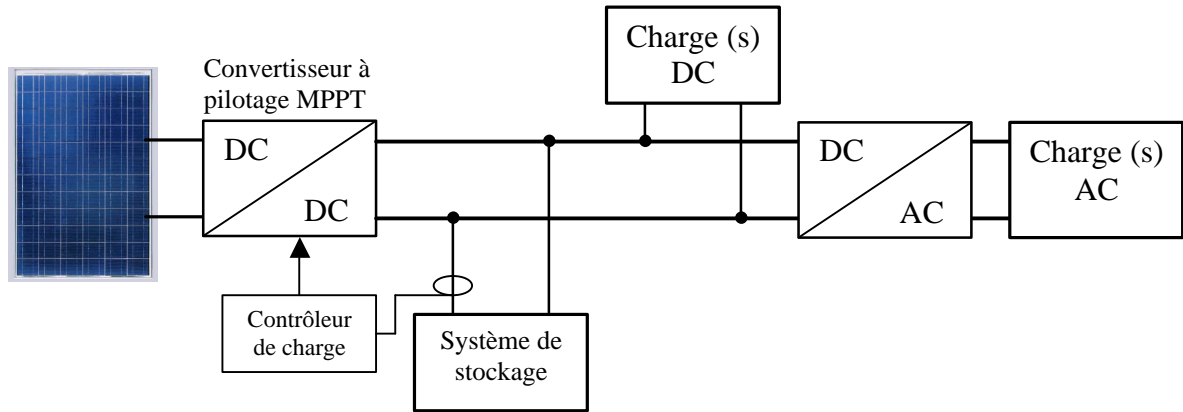 Charge (s)
DC
Convertisseur à
pilotage MPPT
DC
DC
DC
AC
Charge (s)
AC
Contrôleur
de charge
Système de
stockage